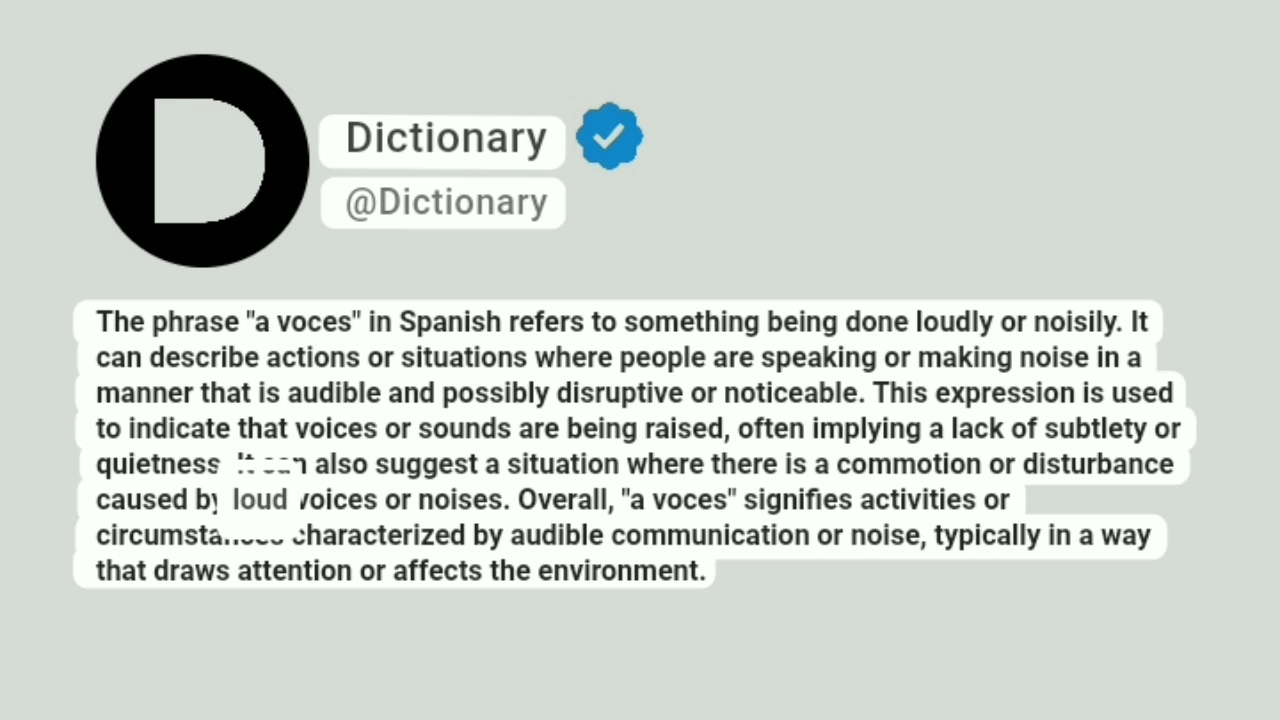 D
Dictionary
@Dictionary
The phrase "a voces" in Spanish refers to something being done loudly or noisily. It
can describe actions or situations where people are speaking or making noise in a
manner that is audible and possibly disruptive or noticeable. This expression is used
to indicate that voices or sounds are being raised, often implying a lack of subtlety or
quietness. It can also suggest a situation where there is a commotion or disturbance
caused by loud voices or noises. Overall, "a voces" signifies activities or
circumstances characterized by audible communication or noise, typically in a way
that draws attention or affects the environment.